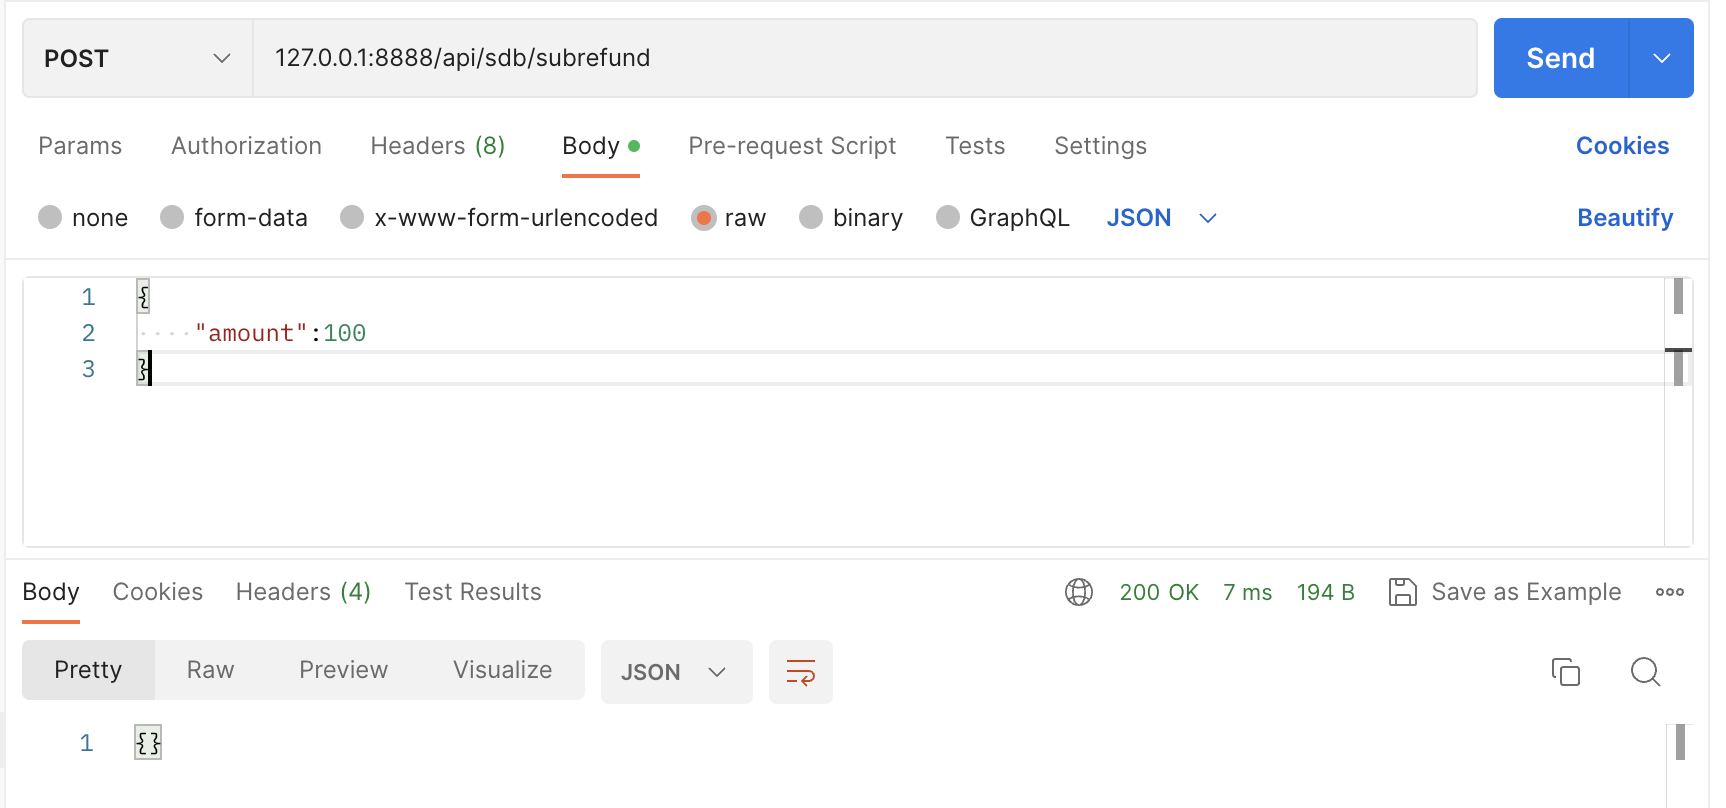 POST 127.0.0.1:8888/api/sdb/subrefund Send
Params Authorization Headers (8) Body Pre-request Script Tests Settings Cookies
none form-data x-www-form-urlencoded raw binary GraphQL JSON Beautify
1 {
2 ····"amount":100
3 }
Body Cookies Headers (4) Test Results 200 OK 7 ms 194 B Save as Example
Pretty Raw Preview Visualize JSON
1 {}